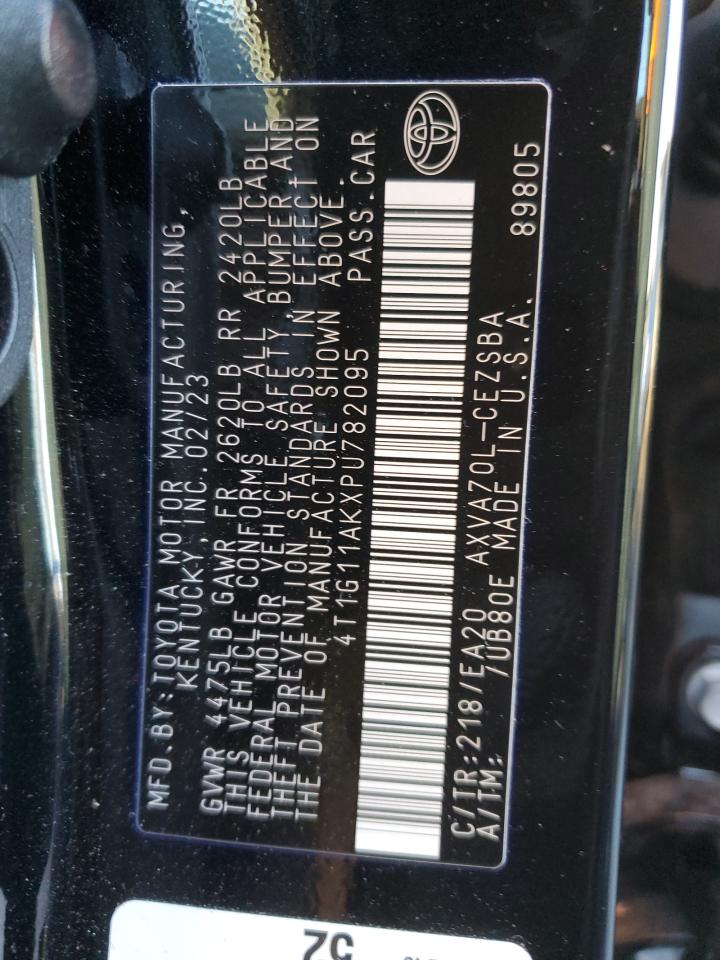 MFD.BY:TOYOTA MOTOR MANUFACTURING,
KENTUCKY,INC.02/23
GVWR 4475LB GAWR FR 2620LB RR 2420LB
THIS VEHICLE CONFORMS TO ALL APPLICABLE
FEDERAL MOTOR VEHICLE SAFETY,BUMPER AND
THEFT PREVENTION STANDARDS IN EFFECT ON
THE DATE OF MANUFACTURE SHOWN ABOVE.
4T1G11AKXPU782095 PASS.CAR
C/TR:218/EA20 AXVA70L-CEZSBA
A/TM: /UB80E MADE IN U.S.A. 89805
52